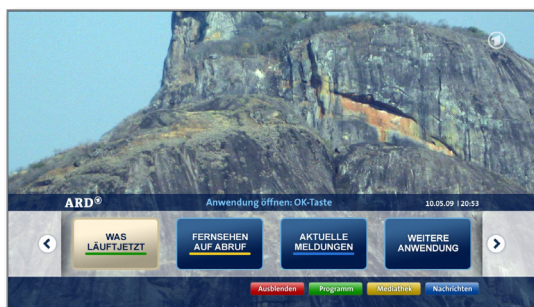 ARD
Anwendung öffnen: OK-Taste
10.05.09 | 20:53
WAS
LÄUFTJETZT
FERNSEHEN
AUF ABRUF
AKTUELLE
MELDUNGEN
WEITERE
ANWENDUNG
Ausblenden
Programm
Mediathek
Nachrichten